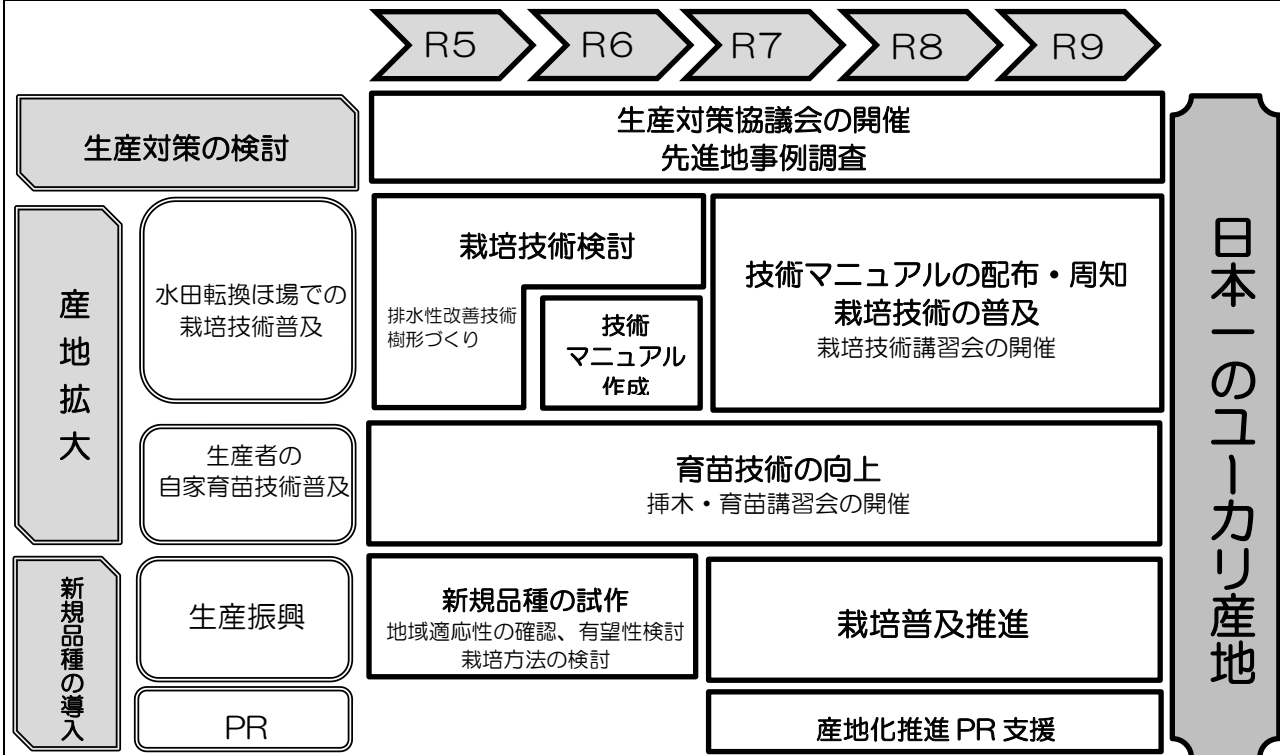 R5
R6
R7
R8
R9
生産対策の検討
生産対策協議会の開催
先進地事例調査
産地拡大
水田転換ほ場での
栽培技術普及
栽培技術検討
排水性改善技術
樹形づくり
技術
マニュアル
作成
技術マニュアルの配布・周知
栽培技術の普及
栽培技術講習会の開催
生産者の
自家育苗技術普及
育苗技術の向上
挿木・育苗講習会の開催
新規品種の導入
生産振興
新規品種の試作
地域適応性の確認、有望性検討
栽培方法の検討
栽培普及推進
PR
産地化推進 PR 支援
日本一のユーカリ産地